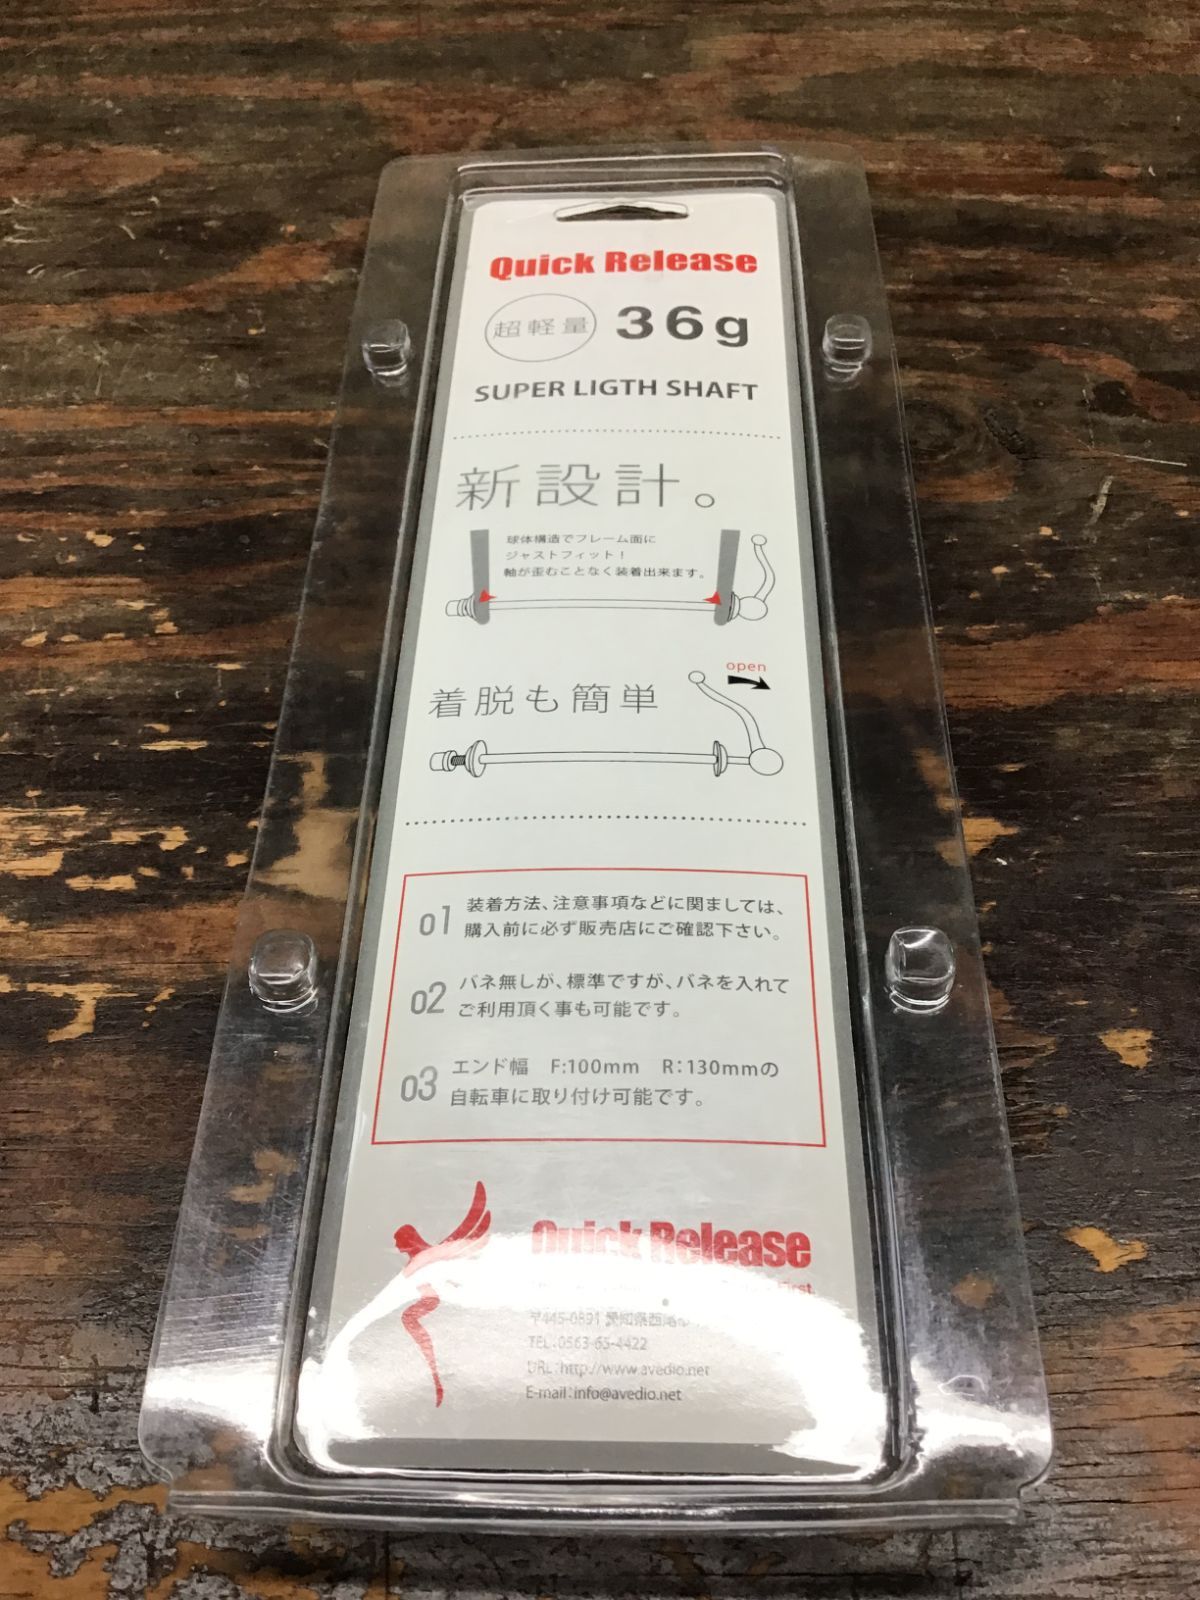 Quick Release
超軽量 36g
SUPER LIGTH SHAFT
新設計。
球体構造でフレーム面に
ジャストフィット!
軸が歪むことなく装着出来ます。
open
着脱も簡単
01 装着方法、注意事項などに関ましては、
購入前に必ず販売店にご確認下さい。
02 バネ無しが、標準ですが、バネを入れて
ご利用頂く事も可能です。
03 エンド幅 F:100mm R:130mmの
自転車に取り付け可能です。
Quick Release
〒445-0891 愛知県西尾
TEL:0563-65-4422
URL:http://www.avedio.net
E-mail:info@avedio.net